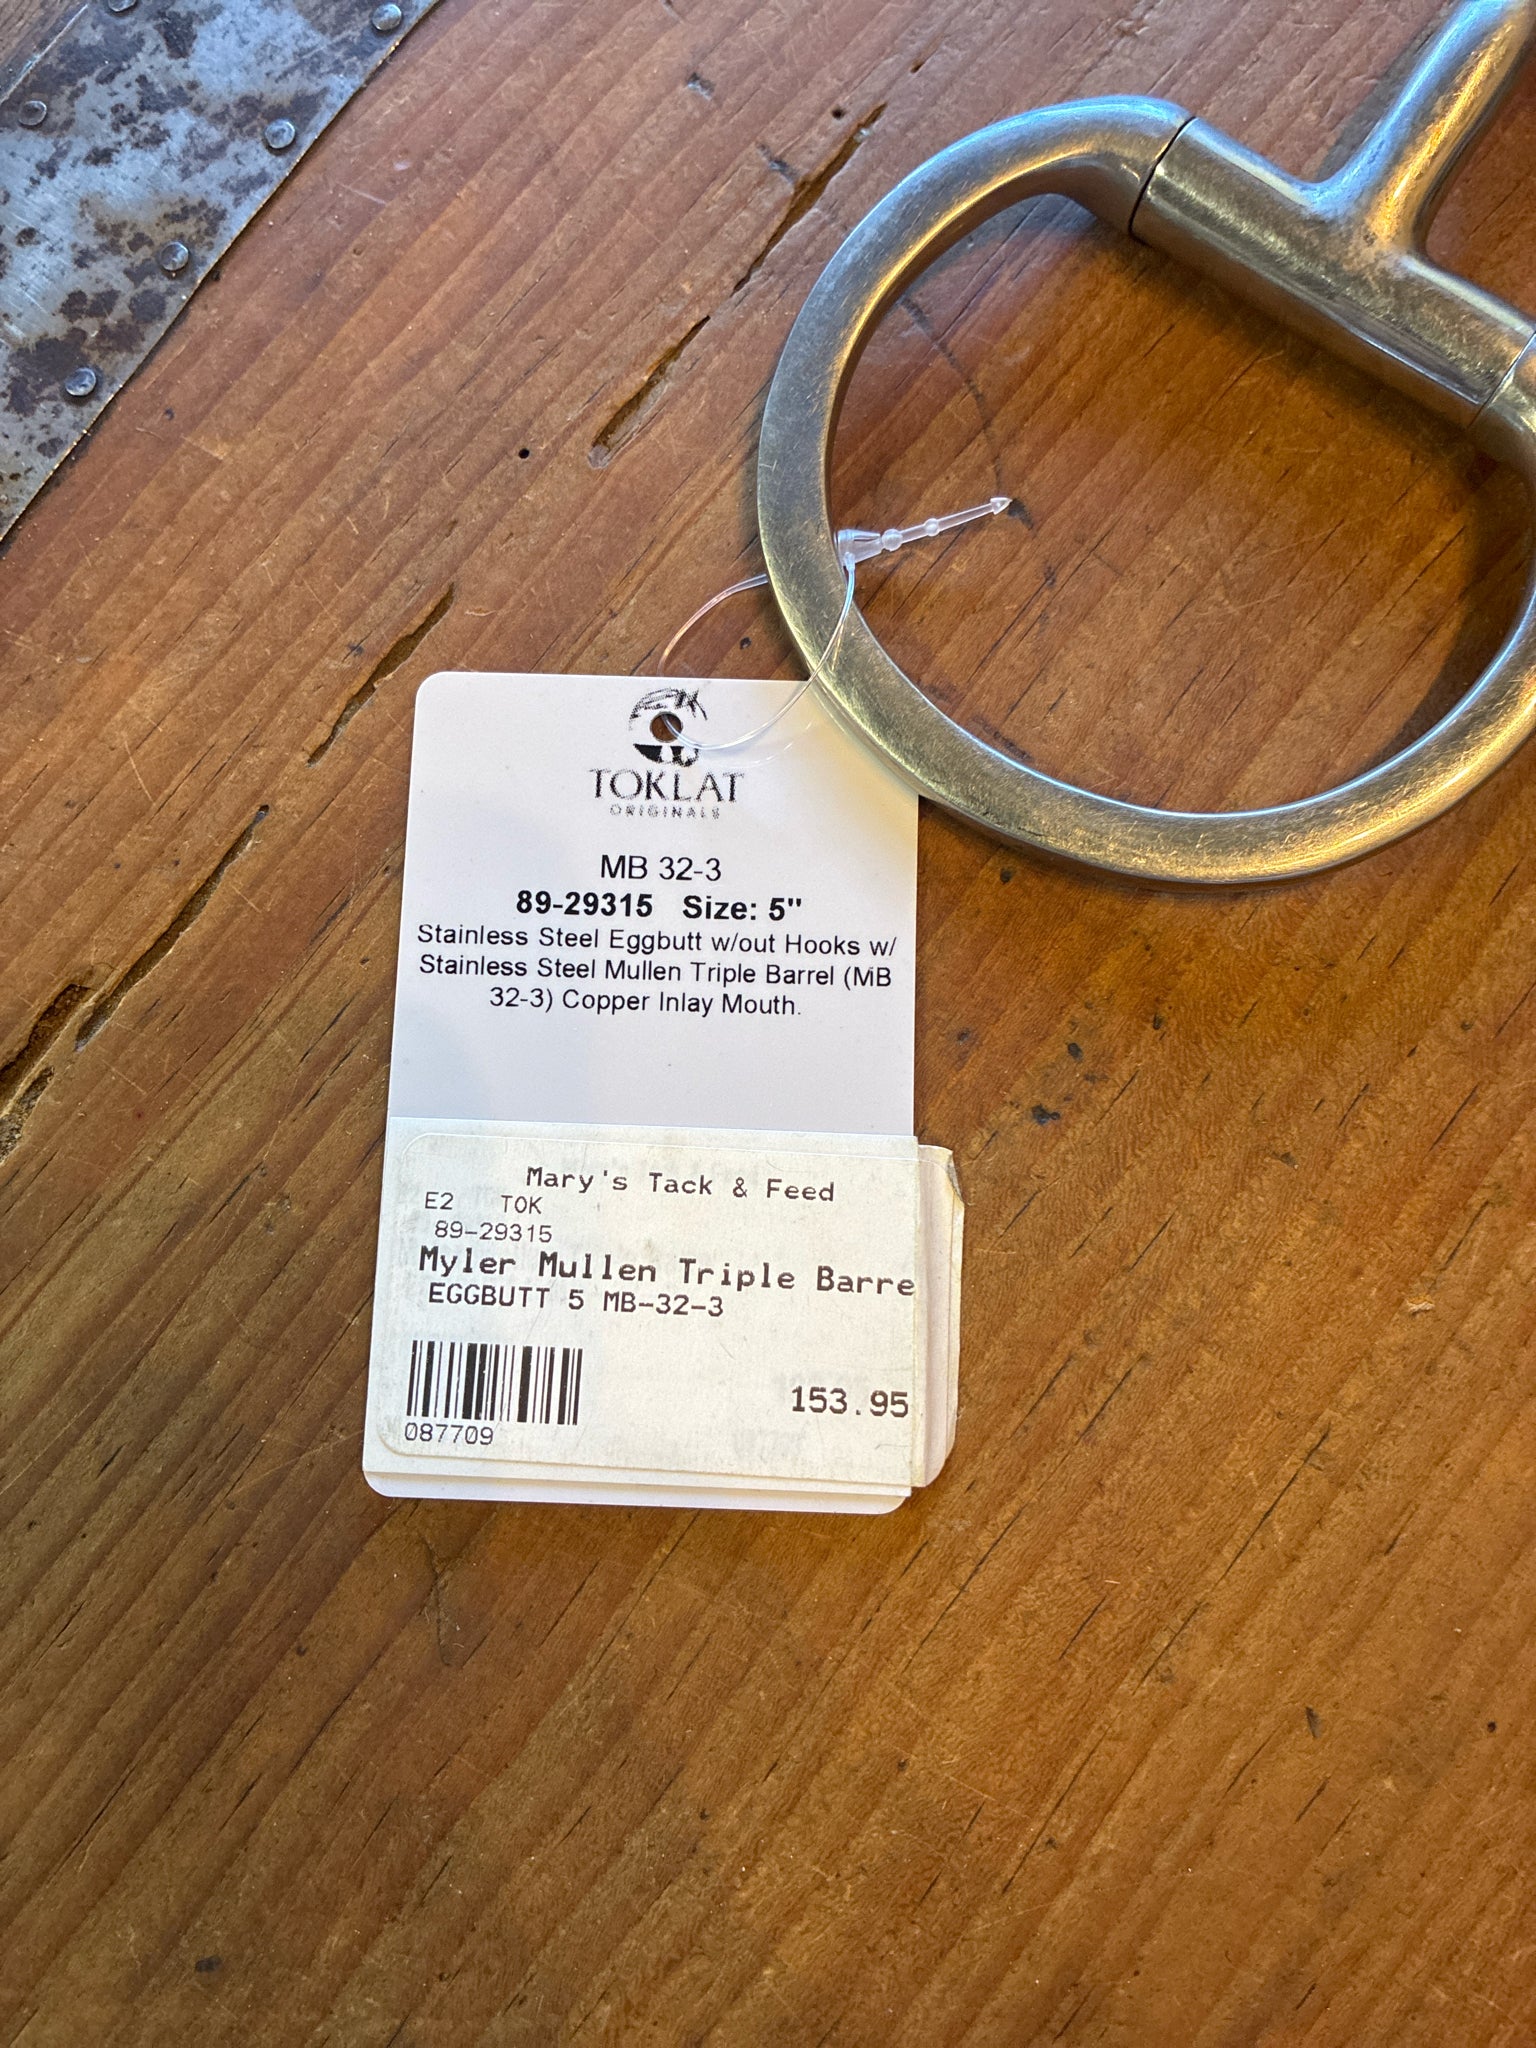 TOKLAT
ORIGINALS
MB 32-3
89-29315 Size: 5"
Stainless Steel Eggbutt w/out Hooks w/
Stainless Steel Mullen Triple Barrel (MB
32-3) Copper Inlay Mouth.
Mary's Tack & Feed
E2 TOK
89-29315
Myler Mullen Triple Barre
EGGBUTT 5 MB-32-3
153.95
087709